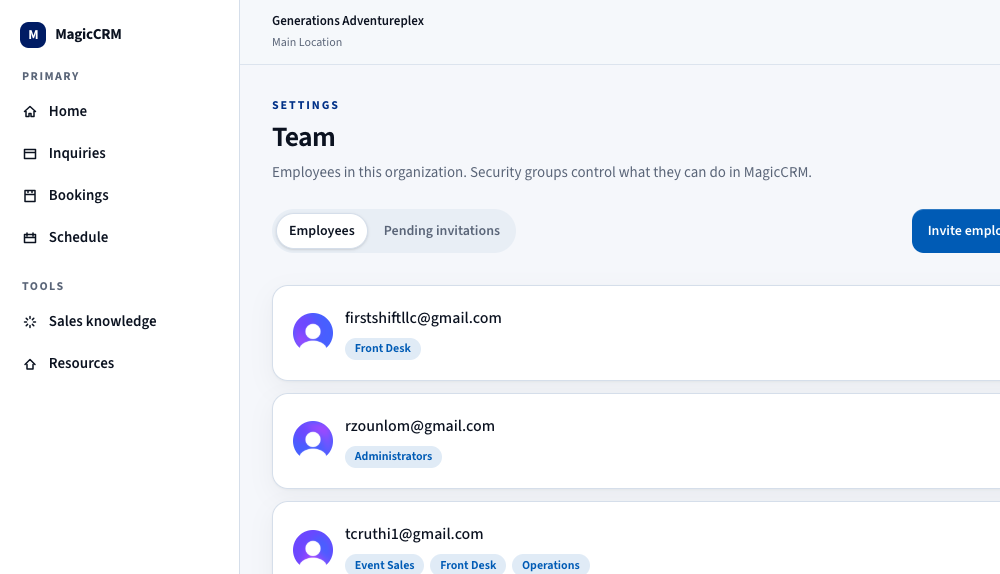 M MagicCRM
PRIMARY
Home
Inquiries
Bookings
Schedule
TOOLS
Sales knowledge
Resources
Generations Adventureplex
Main Location
SETTINGS
Team
Employees in this organization. Security groups control what they can do in MagicCRM.
Employees Pending invitations
Invite emplo
firstshiftllc@gmail.com
Front Desk
rzounlom@gmail.com
Administrators
tcruthi1@gmail.com
Event Sales Front Desk Operations